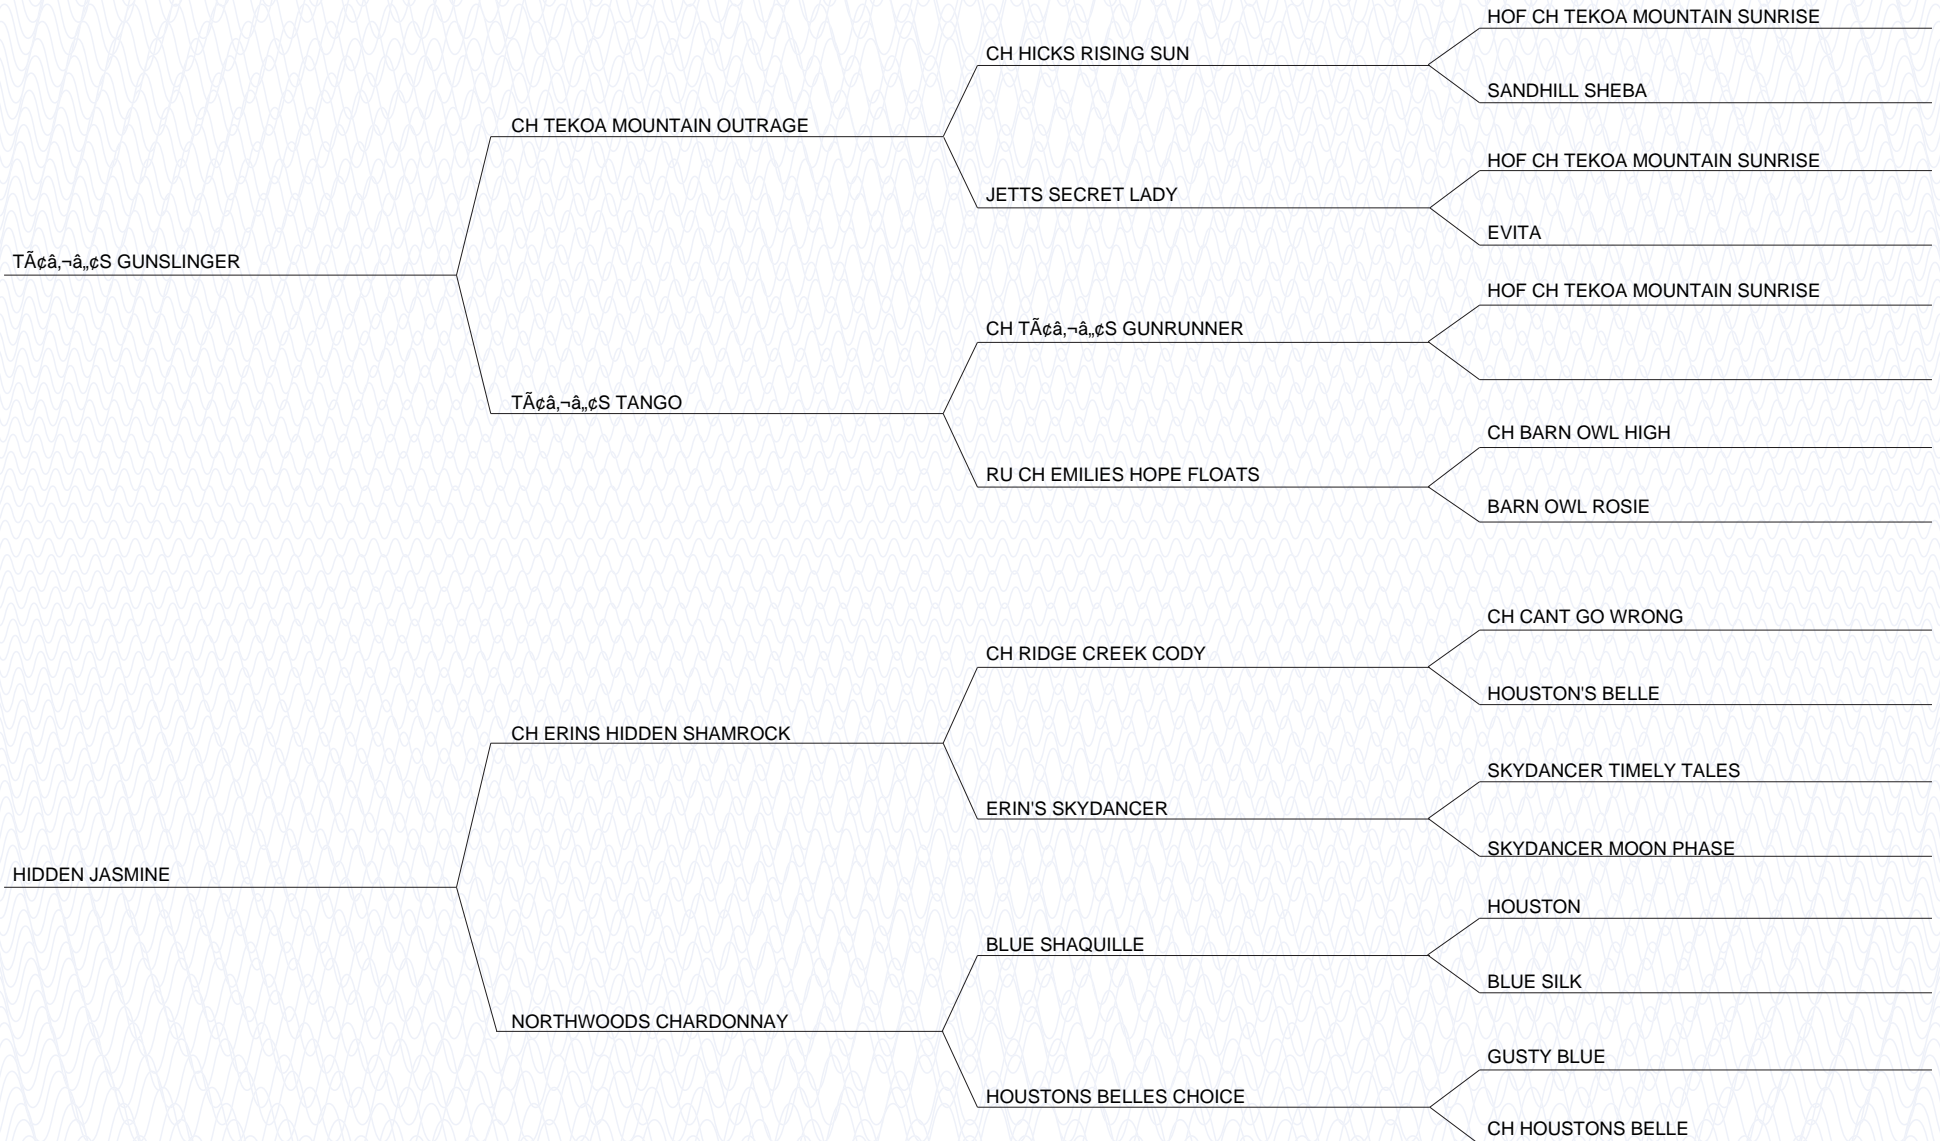 HOF CH TEKOA MOUNTAIN SUNRISE
CH HICKS RISING SUN
SANDHILL SHEBA
CH TEKOA MOUNTAIN OUTRAGE
HOF CH TEKOA MOUNTAIN SUNRISE
JETTS SECRET LADY
EVITA
TÃ¢â‚¬â„¢S GUNSLINGER
HOF CH TEKOA MOUNTAIN SUNRISE
CH TÃ¢â‚¬â„¢S GUNRUNNER
TÃ¢â‚¬â„¢S TANGO
CH BARN OWL HIGH
RU CH EMILIES HOPE FLOATS
BARN OWL ROSIE
CH CANT GO WRONG
CH RIDGE CREEK CODY
HOUSTON'S BELLE
CH ERINS HIDDEN SHAMROCK
SKYDANCER TIMELY TALES
ERIN'S SKYDANCER
SKYDANCER MOON PHASE
HIDDEN JASMINE
HOUSTON
BLUE SHAQUILLE
BLUE SILK
NORTHWOODS CHARDONNAY
GUSTY BLUE
HOUSTONS BELLES CHOICE
CH HOUSTONS BELLE